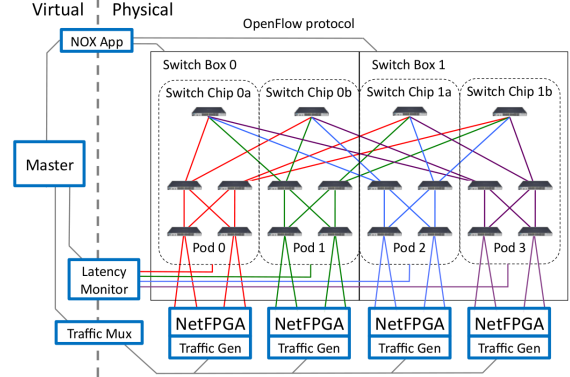 Virtual
Physical
OpenFlow protocol
NOX App
Switch Box 0
Switch Box 1
Switch Chip 0a
Switch Chip 0b
Switch Chip 1a
Switch Chip 1b
Master
Pod 0
Pod 1
Pod 2
Pod 3
Latency
Monitor
Traffic Mux
NetFPGA
NetFPGA
NetFPGA
NetFPGA
Traffic Gen
Traffic Gen
Traffic Gen
Traffic Gen